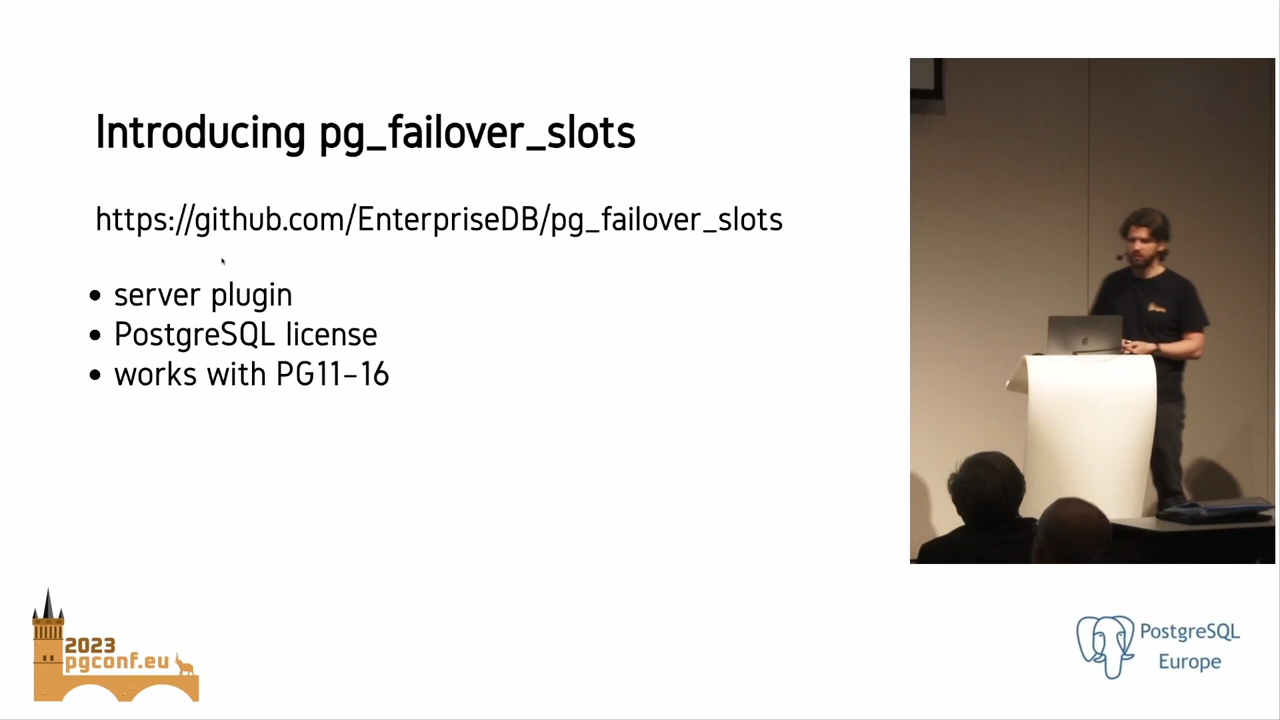 Introducing pg_failover_slots
https://github.com/EnterpriseDB/pg_failover_slots
server plugin
PostgreSQL license
works with PG11–16
2023
pgconf.eu
PostgreSQL
Europe